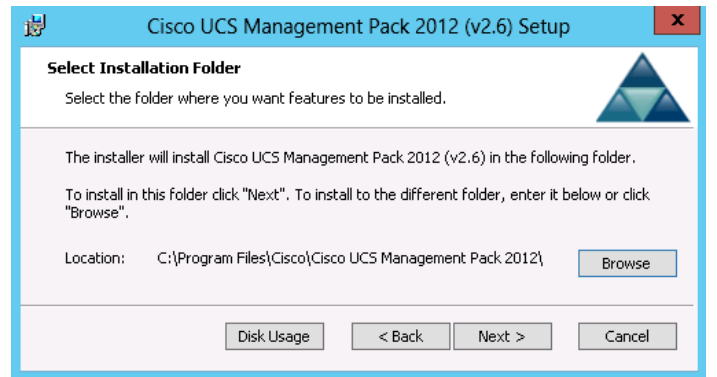 Cisco UCS Management Pack 2012 (v2.6) Setup
x
Select Installation Folder
Select the folder where you want features to be installed.
The installer will install Cisco UCS Management Pack 2012 (v2.6) in the following folder.
To install in this folder click "Next". To install to the different folder, enter it below or click
"Browse".
Location: C:\Program Files\Cisco\Cisco UCS Management Pack 2012\ Browse
Disk Usage < Back Next > Cancel